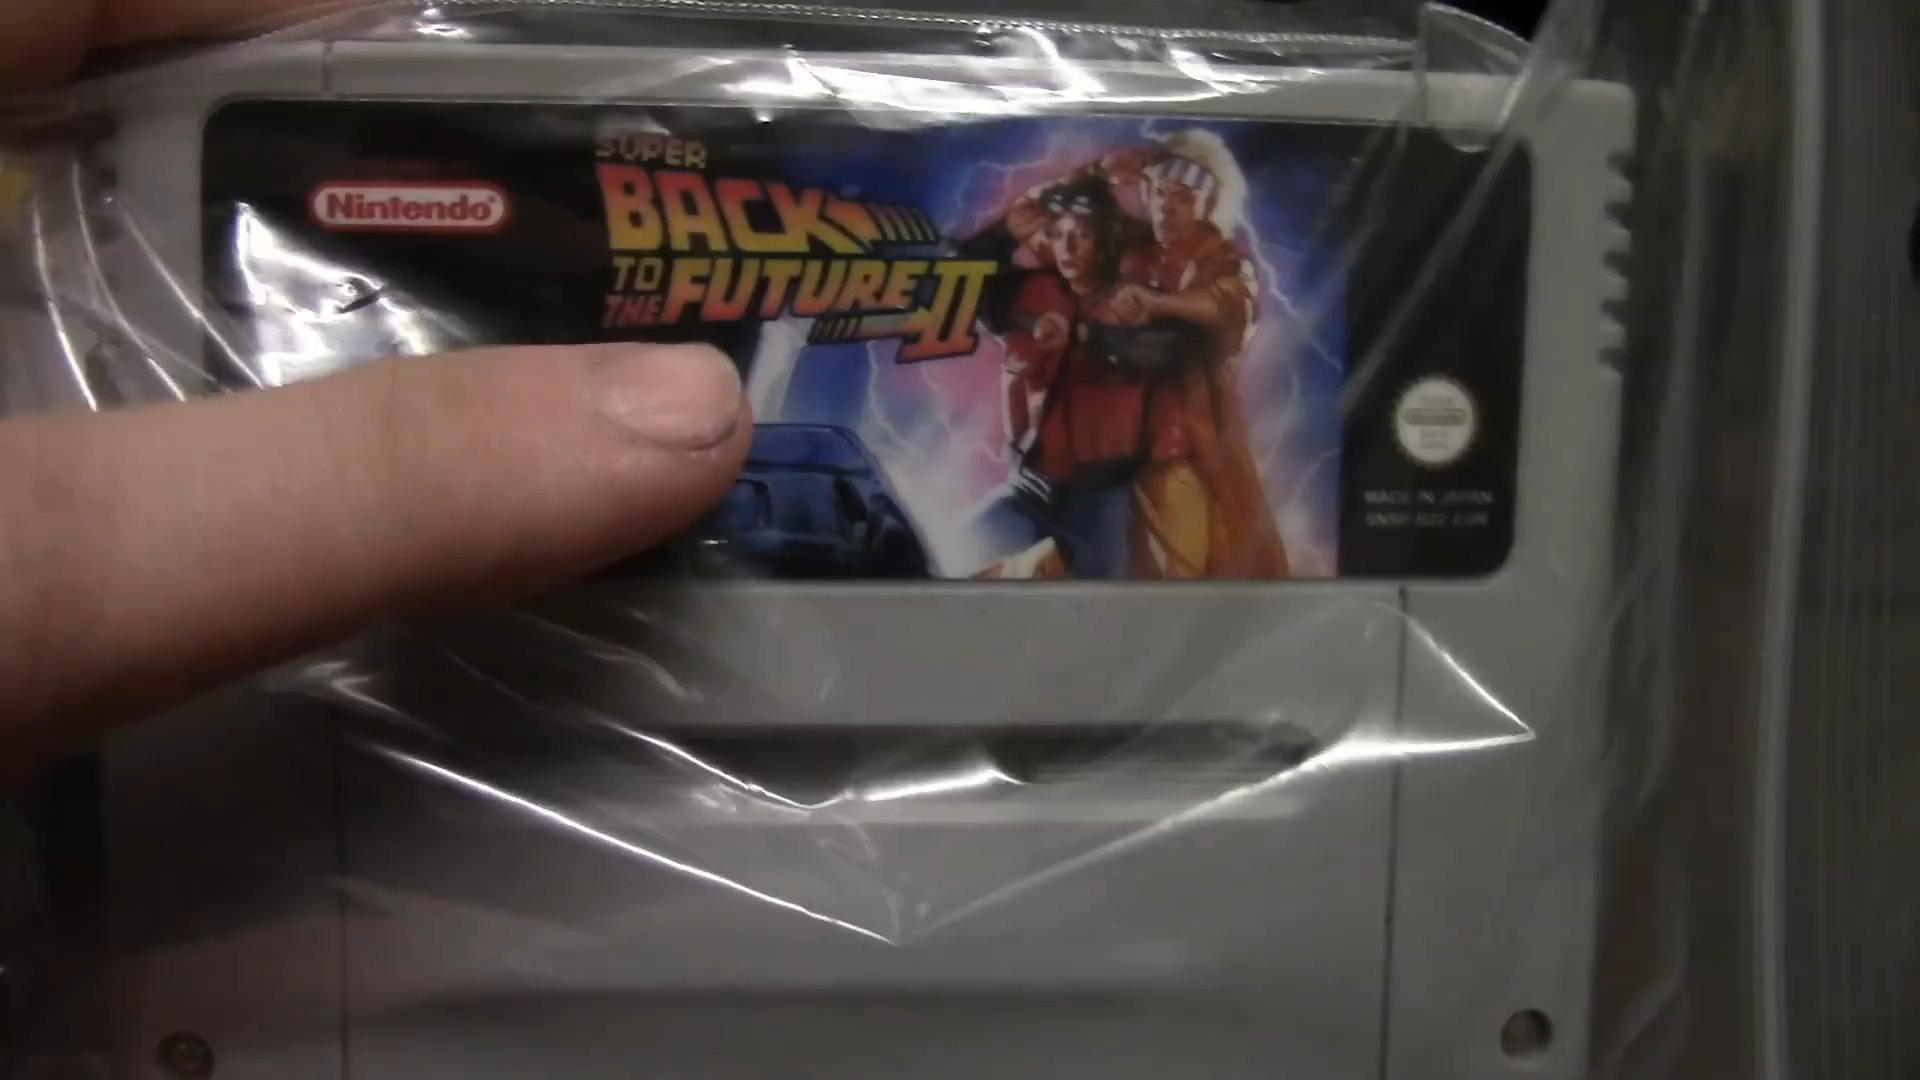 Nintendo®
SUPER
BACK
TO
THE FUTURE II
MADE IN JAPAN